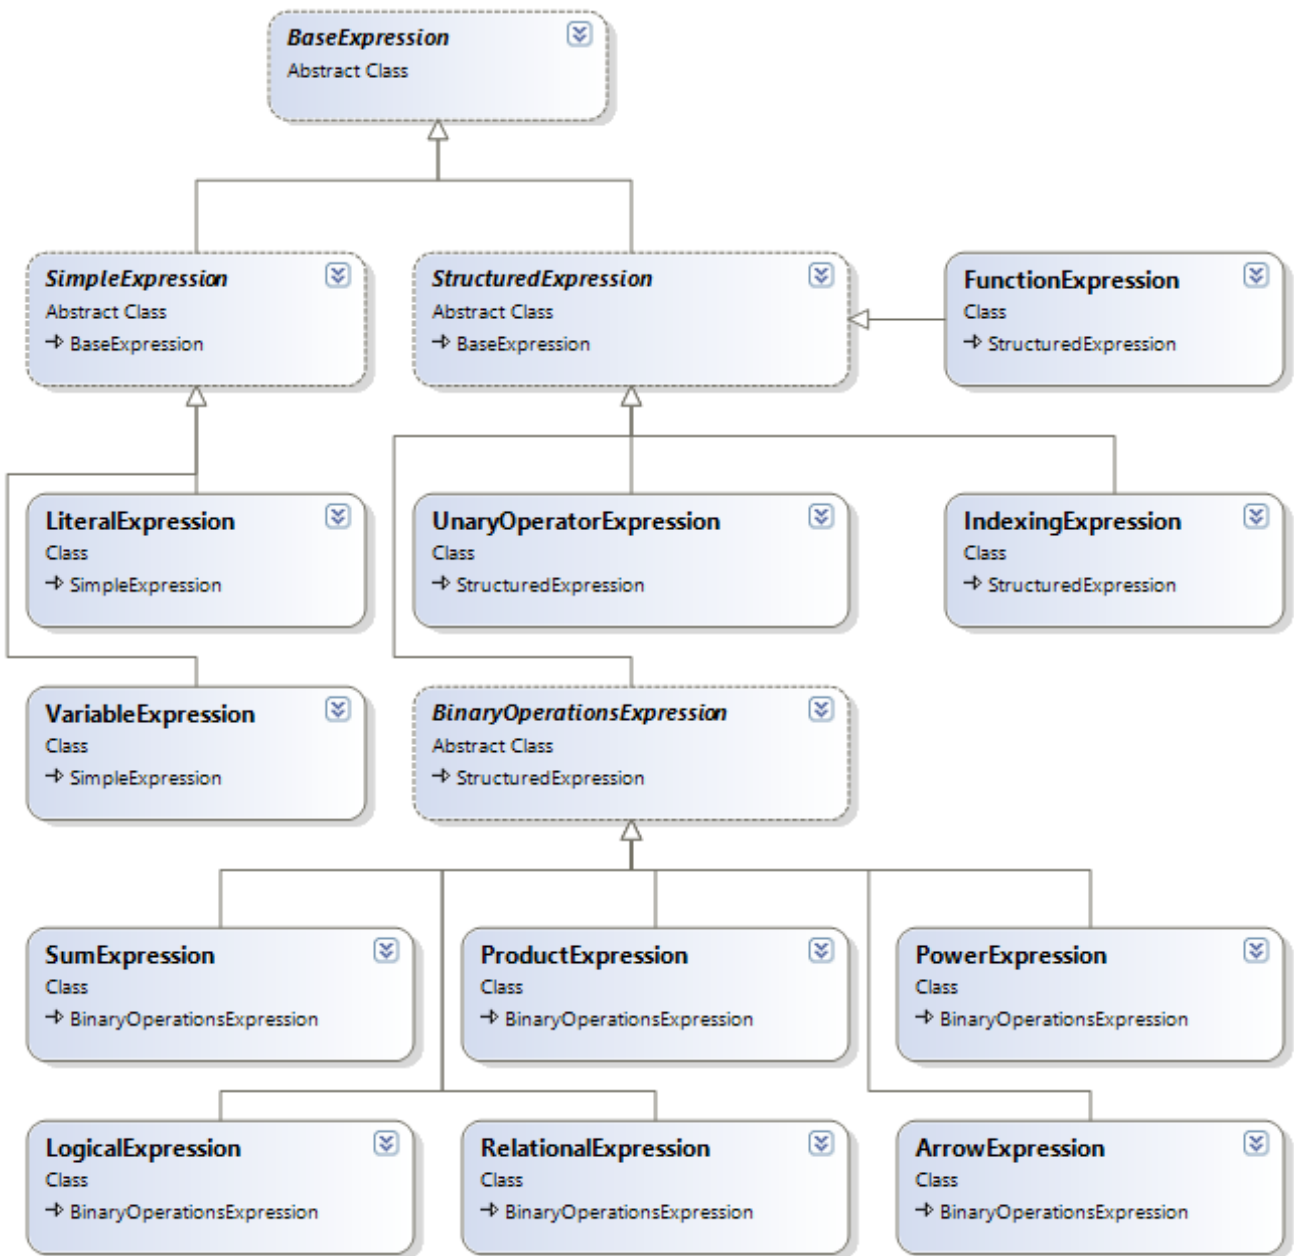 BaseExpression
Abstract Class
SimpleExpression
Abstract Class
BaseExpression
StructuredExpression
Abstract Class
BaseExpression
FunctionExpression
Class
StructuredExpression
LiteralExpression
Class
SimpleExpression
UnaryOperatorExpression
Class
StructuredExpression
IndexingExpression
Class
StructuredExpression
VariableExpression
Class
SimpleExpression
BinaryOperationsExpression
Abstract Class
StructuredExpression
SumExpression
Class
BinaryOperationsExpression
ProductExpression
Class
BinaryOperationsExpression
PowerExpression
Class
BinaryOperationsExpression
LogicalExpression
Class
BinaryOperationsExpression
RelationalExpression
Class
BinaryOperationsExpression
ArrowExpression
Class
BinaryOperationsExpression